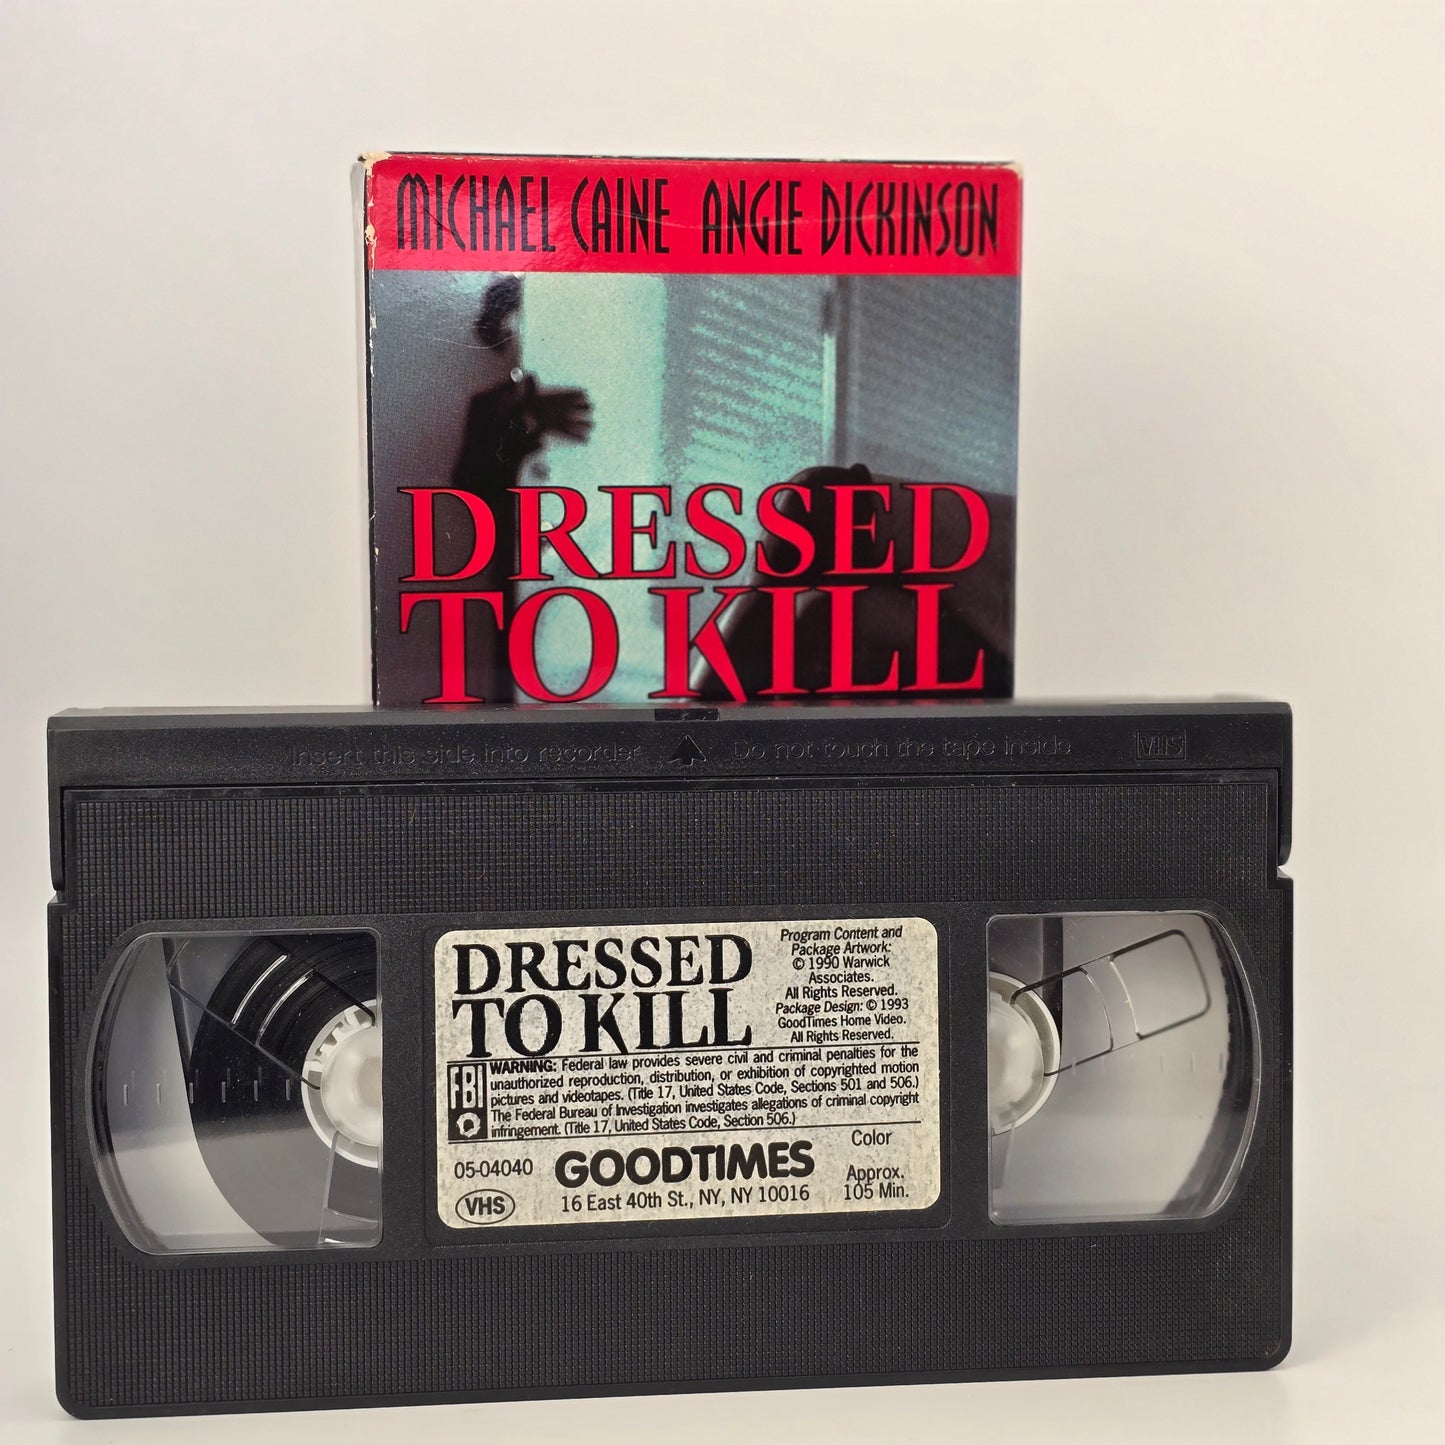 MICHAEL CAINE ANGIE DICKINSON
DRESSED
TO KILL
Insert this side into recorder
Do not touch the tape inside
VHS
DRESSED
TO KILL
Program Content and
Package Artwork:
© 1990 Warwick
Associates.
All Rights Reserved.
Package Design: © 1993
GoodTimes Home Video.
All Rights Reserved.
FBI
WARNING: Federal law provides severe civil and criminal penalties for the
unauthorized reproduction, distribution, or exhibition of copyrighted motion
pictures and videotapes. (Title 17, United States Code, Sections 501 and 506.)
The Federal Bureau of Investigation investigates allegations of criminal copyright
infringement. (Title 17, United States Code, Section 506.)
05-04040
VHS
GOODTIMES
16 East 40th St., NY, NY 10016
Color
Approx.
105 Min.